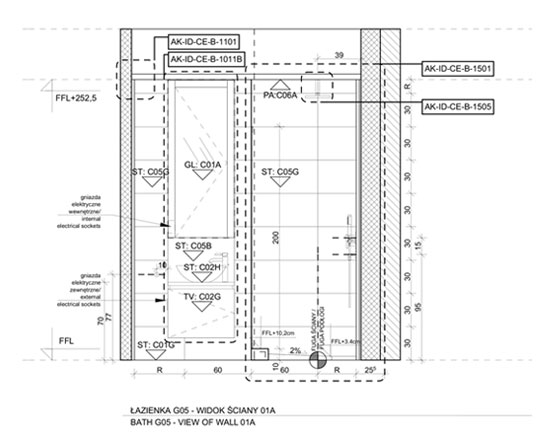 AK-ID-CE-B-1101
AK-ID-CE-B-1011B
39
AK-ID-CE-B-1501
FFL+252,5
PA:C06A
R
AK-ID-CE-B-1505
30
30
GL: C01A
ST: C05G
ST: C05G
30
30
gniazda
elektryczne
wewnętrzne/
internal
electrical sockets
30
200
ST: C05B
15
10
ST: C02H
30
gniazda
elektryczne
zewnętrzne/
external
electrical sockets
TV: C02G
30
95
70
77
FUGA ŚCIANY /
FUGA PODŁOGI
FFL+10,2cm
FFL
ST: C01G
2%
FFL+3.4cm
30
10
R
60
60
R
25⁵
ŁAZIENKA G05 - WIDOK ŚCIANY 01A
BATH G05 - VIEW OF WALL 01A